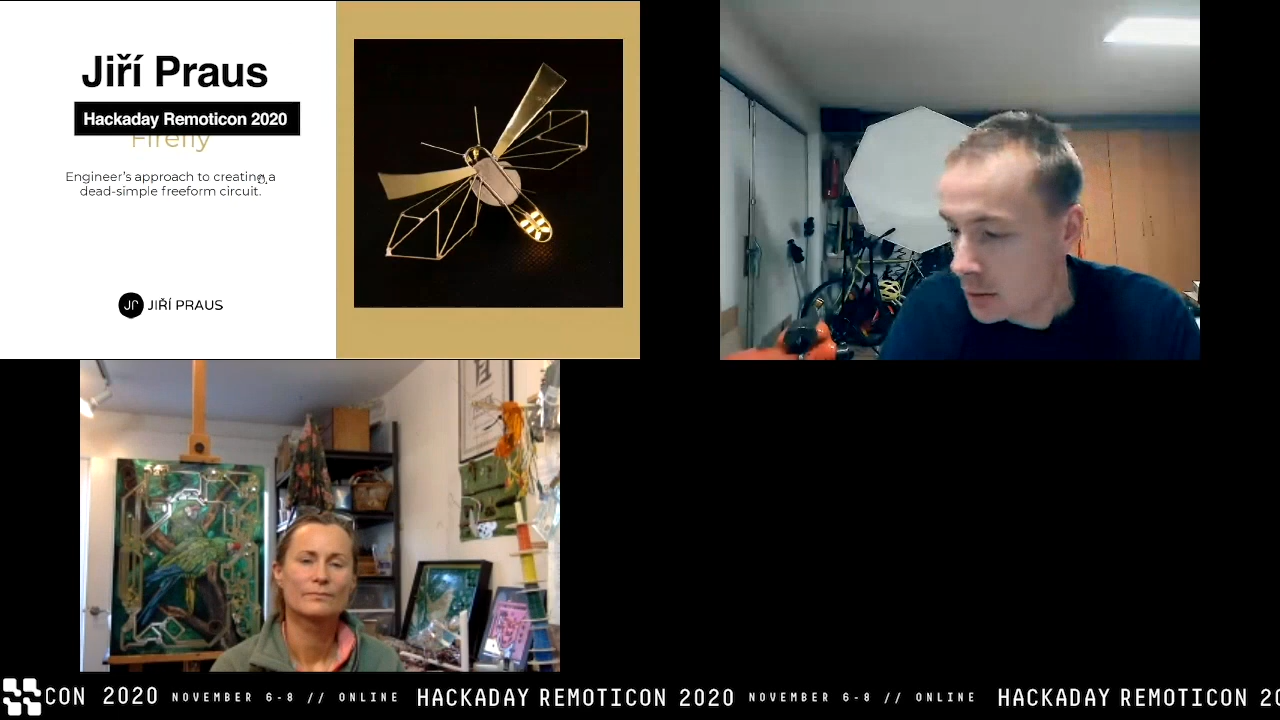 Jiří Praus
Hackaday Remoticon 2020
Firefly
Engineer's approach to creating a
dead-simple freeform circuit.
JIŘÍ PRAUS
CON 2020 NOVEMBER 6-8 // ONLINE HACKADAY REMOTICON 2020 NOVEMBER 6-8 // ONLINE HACKADAY REMOTICON 20